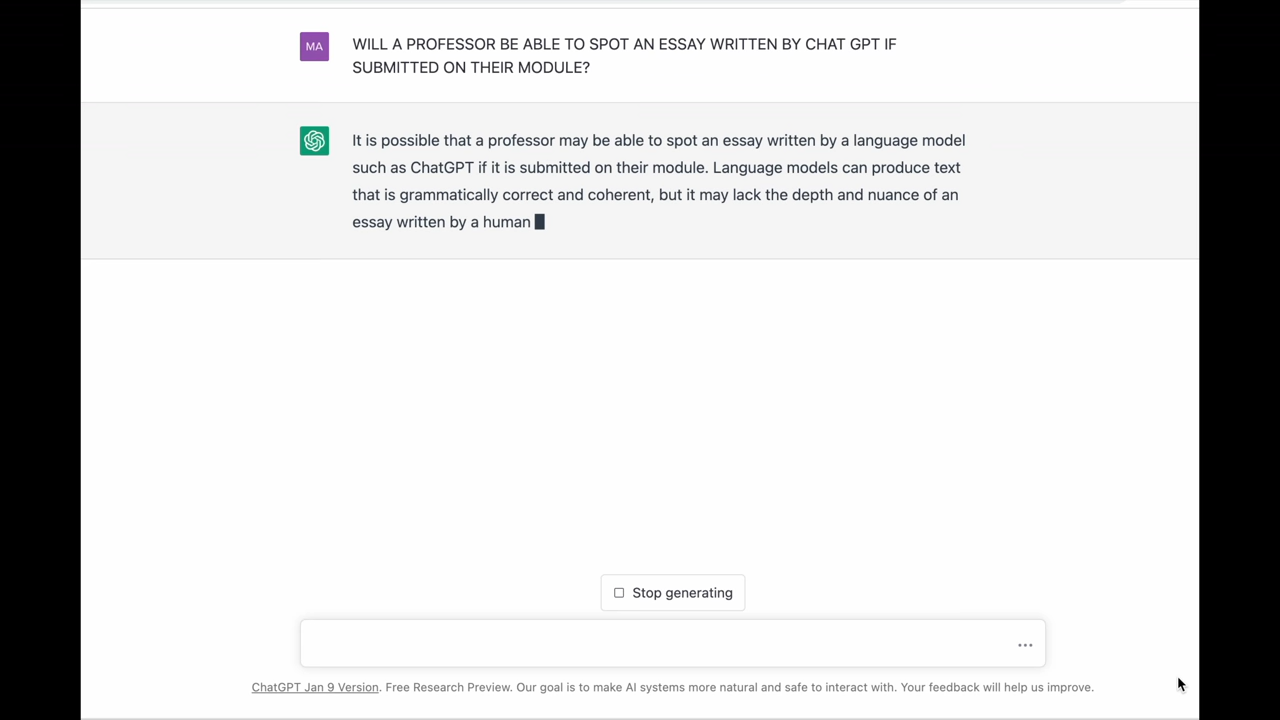 MA
WILL A PROFESSOR BE ABLE TO SPOT AN ESSAY WRITTEN BY CHAT GPT IF
SUBMITTED ON THEIR MODULE?
It is possible that a professor may be able to spot an essay written by a language model
such as ChatGPT if it is submitted on their module. Language models can produce text
that is grammatically correct and coherent, but it may lack the depth and nuance of an
essay written by a human
Stop generating
ChatGPT Jan 9 Version. Free Research Preview. Our goal is to make AI systems more natural and safe to interact with. Your feedback will help us improve.